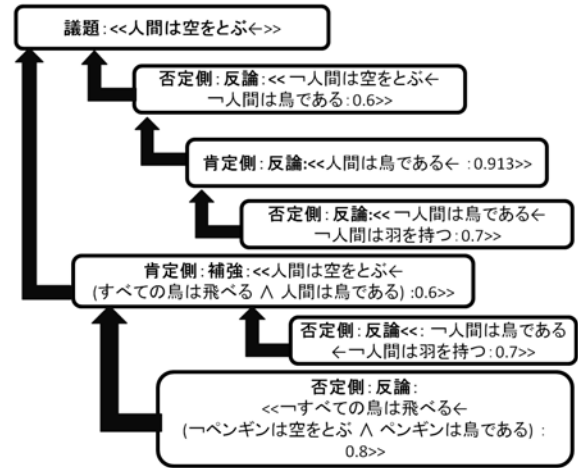 議題:<<人間は空をとぶ←>>
否定側:反論:<<￢人間は空をとぶ←
￢人間は鳥である:0.6>>
肯定側:反論:<<人間は鳥である← :0.913>>
否定側:反論:<<￢人間は鳥である←
￢人間は羽を持つ:0.7>>
肯定側:補強:<<人間は空をとぶ←
(すべての鳥は飛べる ∧ 人間は鳥である) :0.6>>
否定側:反論<<: ￢人間は鳥である
←￢人間は羽を持つ:0.7>>
否定側:反論:
<<￢すべての鳥は飛べる←
(￢ペンギンは空をとぶ ∧ ペンギンは鳥である) :
0.8>>